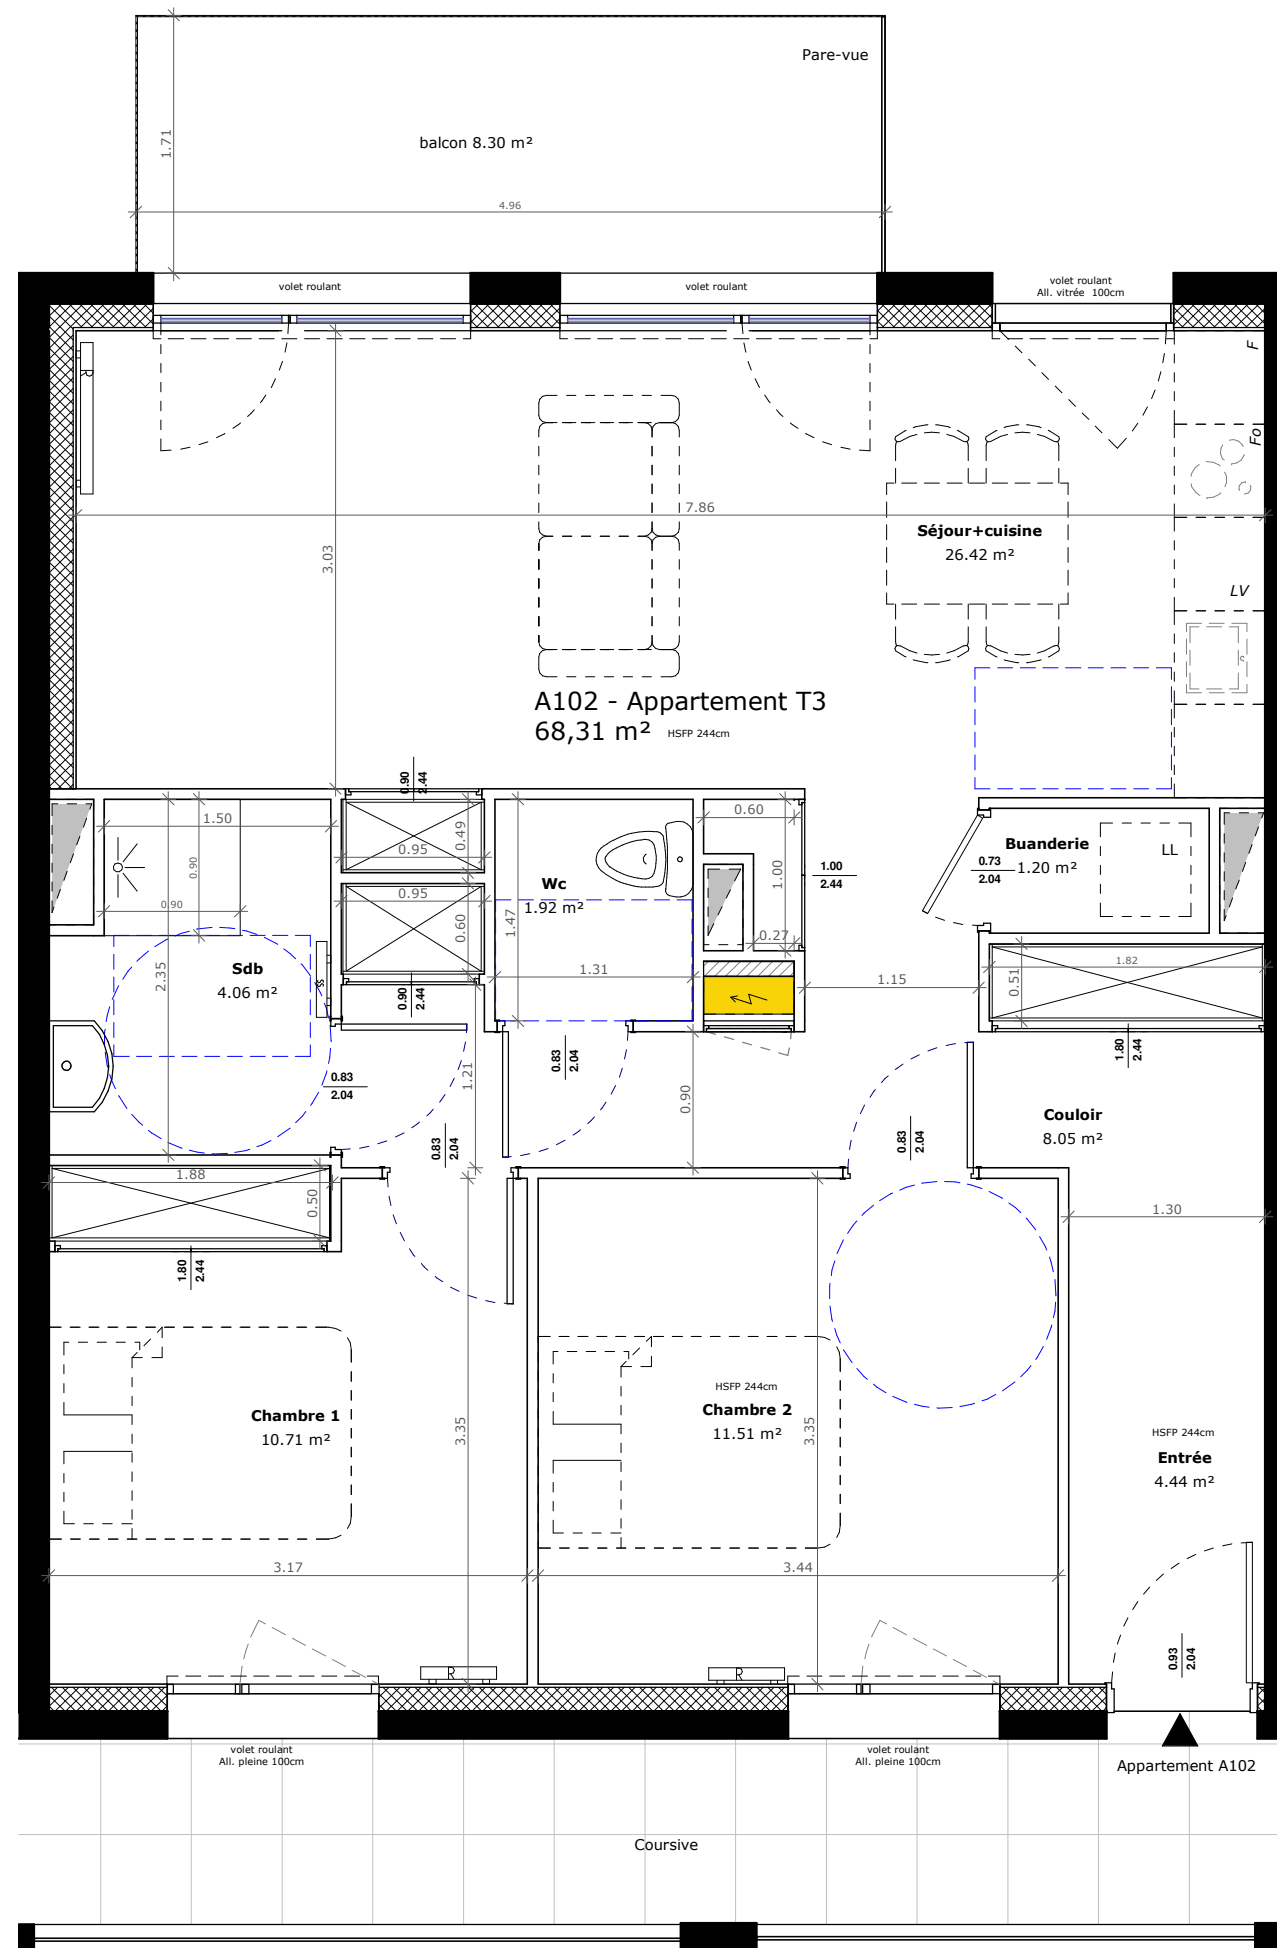 Pare-vue
1.71
balcon 8.30 m²
4.96
volet roulant
volet roulant
volet roulant
All. vitrée 100cm
R
F
Fo
7.86
Séjour+cuisine
26.42 m²
3.03
LV
A102 - Appartement T3
68,31 m² HSFP 244cm
0.90
2.44
1.50
0.90
0.90
0.95
0.49
0.95
0.60
2.35
Wc
1.92 m²
1.47
1.31
0.60
1.00
0.27
1.00
2.44
Buanderie
1.20 m²
LL
0.73
2.04
1.15
1.82
0.51
1.80
2.44
Sdb
4.06 m²
SS
0.90
2.44
0.83
2.04
0.83
2.04
1.21
0.90
0.83
2.04
0.83
2.04
Couloir
8.05 m²
1.88
0.50
1.80
2.44
1.30
Chambre 1
10.71 m²
3.35
HSFP 244cm
Chambre 2
11.51 m²
3.35
HSFP 244cm
Entrée
4.44 m²
3.17
3.44
R
R
0.93
2.04
volet roulant
All. pleine 100cm
volet roulant
All. pleine 100cm
Appartement A102
Coursive